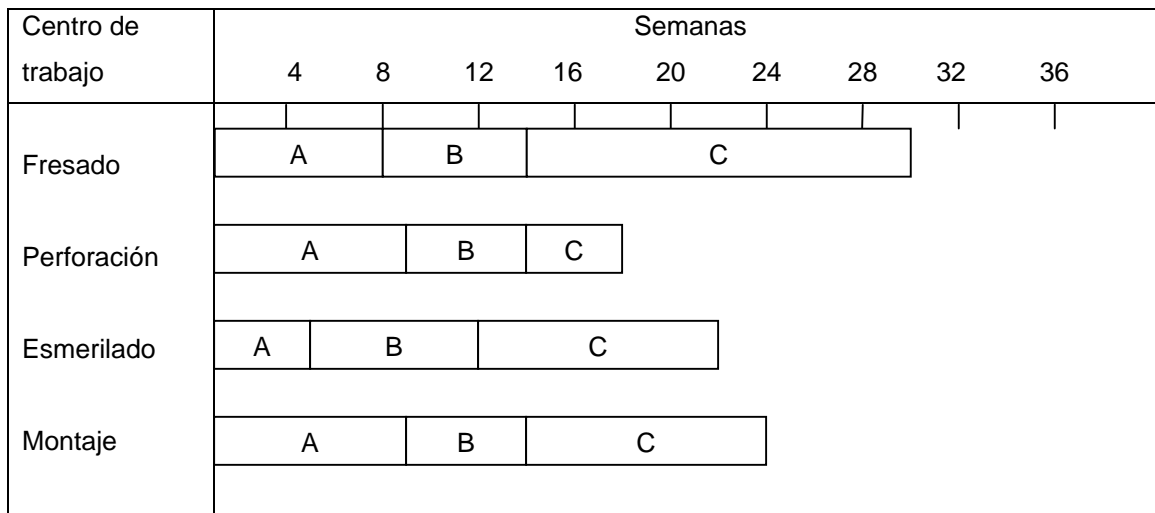 Centro de trabajo
Semanas
4 8 12 16 20 24 28 32 36
Fresado A B C
Perforación A B C
Esmerilado A B C
Montaje A B C